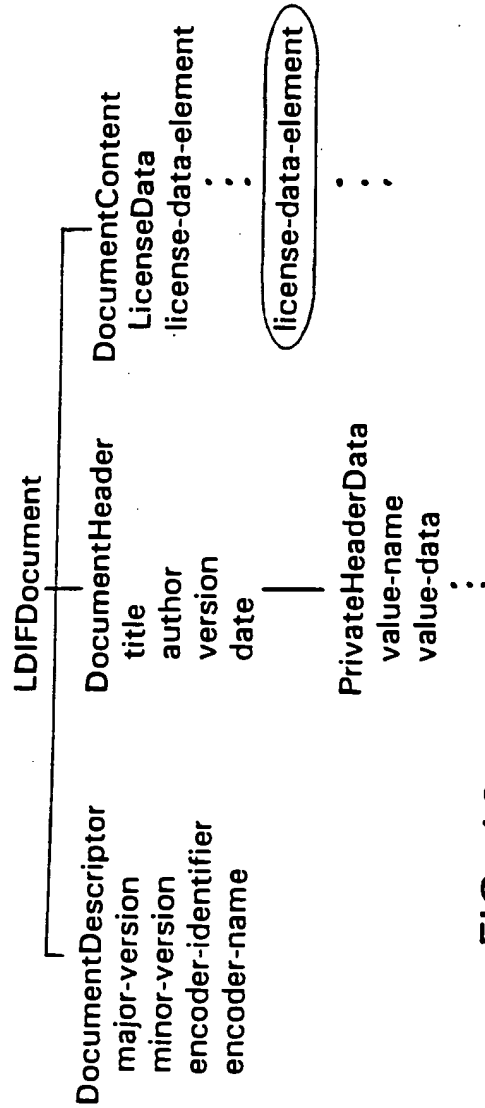 LDIFDocument
DocumentDescriptor
major-version
minor-version
encoder-identifier
encoder-name
DocumentHeader
title
author
version
date
PrivateHeaderData
value-name
value-data
DocumentContent
LicenseData
license-data-element
license-data-element